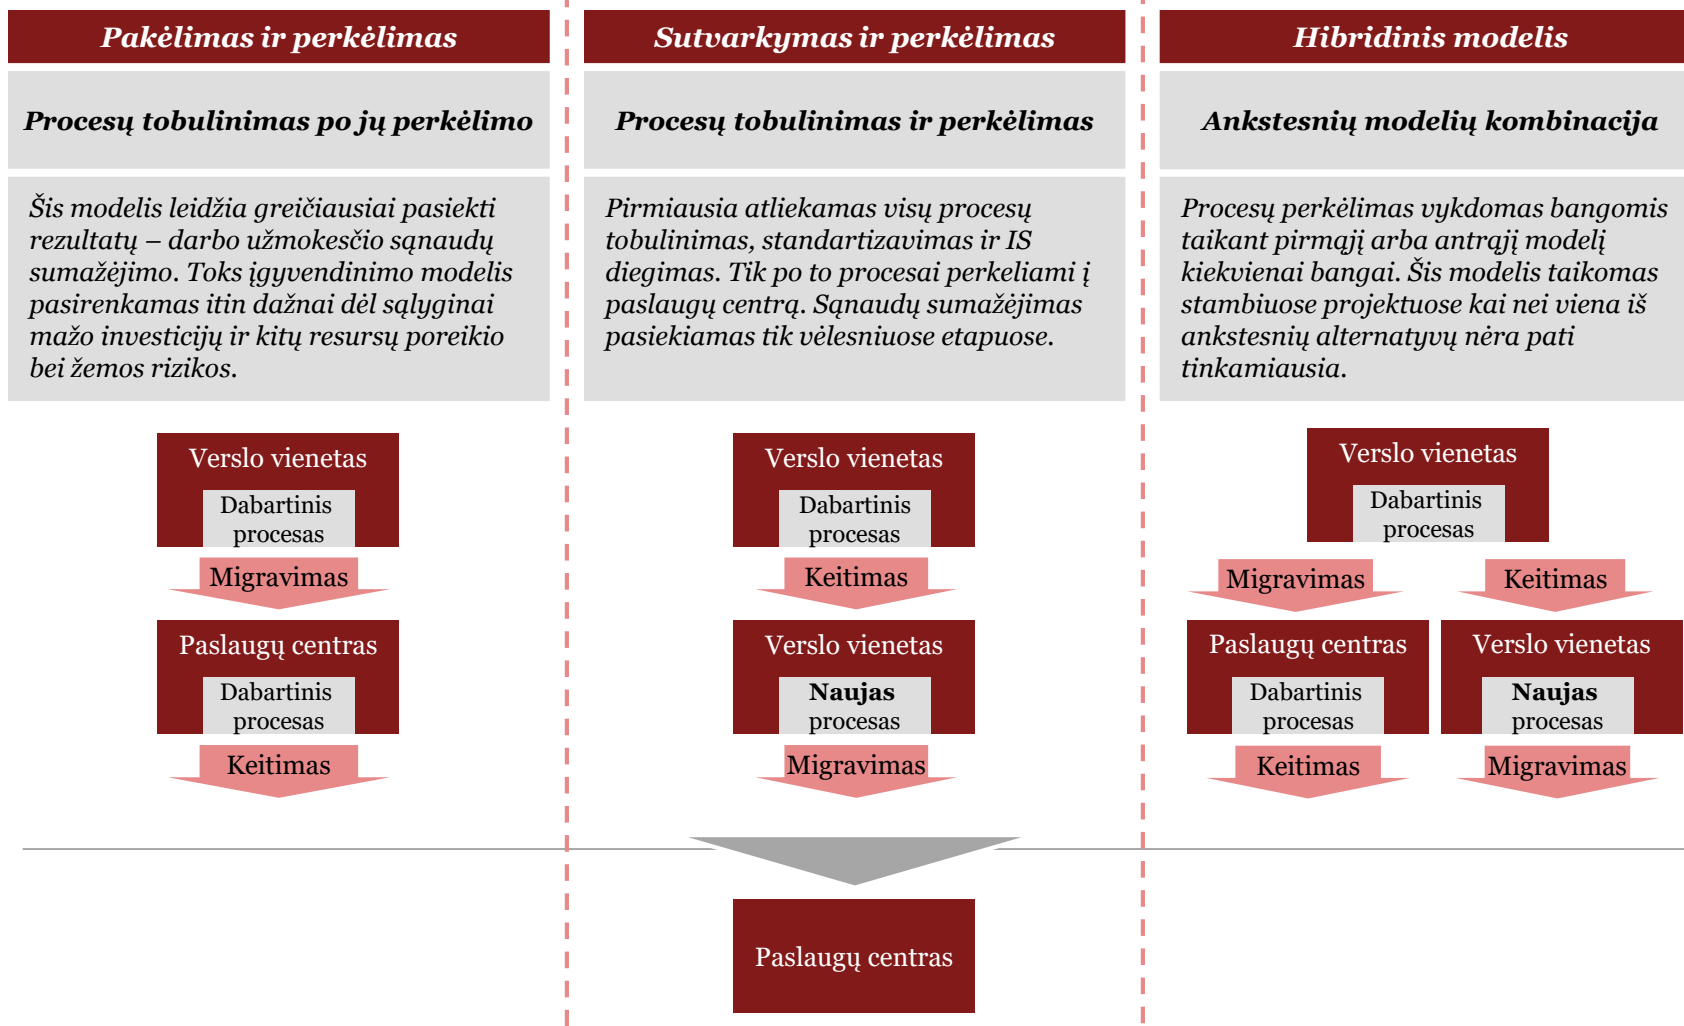 Pakėlimas ir perkėlimas
Procesų tobulinimas po jų perkėlimo
Šis modelis leidžia greičiausiai pasiekti
rezultatų – darbo užmokesčio sąnaudų
sumažėjimo. Toks įgyvendinimo modelis
pasirenkamas itin dažnai dėl sąlyginai
mažo investicijų ir kitų resursų poreikio
bei žemos rizikos.
Verslo vienetas
Dabartinis
procesas
Migravimas
Paslaugų centras
Dabartinis
procesas
Keitimas
Sutvarkymas ir perkėlimas
Procesų tobulinimas ir perkėlimas
Pirmiausia atliekamas visų procesų
tobulinimas, standartizavimas ir IS
diegimas. Tik po to procesai perkeliami į
paslaugų centrą. Sąnaudų sumažėjimas
pasiekiamas tik vėlesniuose etapuose.
Verslo vienetas
Dabartinis
procesas
Keitimas
Verslo vienetas
Naujas
procesas
Migravimas
Hibridinis modelis
Ankstesnių modelių kombinacija
Procesų perkėlimas vykdomas bangomis
taikant pirmąjį arba antrąjį modelį
kiekvienai bangai. Šis modelis taikomas
stambiuose projektuose kai nei viena iš
ankstesnių alternatyvų nėra pati
tinkamiausia.
Verslo vienetas
Dabartinis
procesas
Migravimas
Keitimas
Paslaugų centras
Dabartinis
procesas
Keitimas
Verslo vienetas
Naujas
procesas
Migravimas
Paslaugų centras